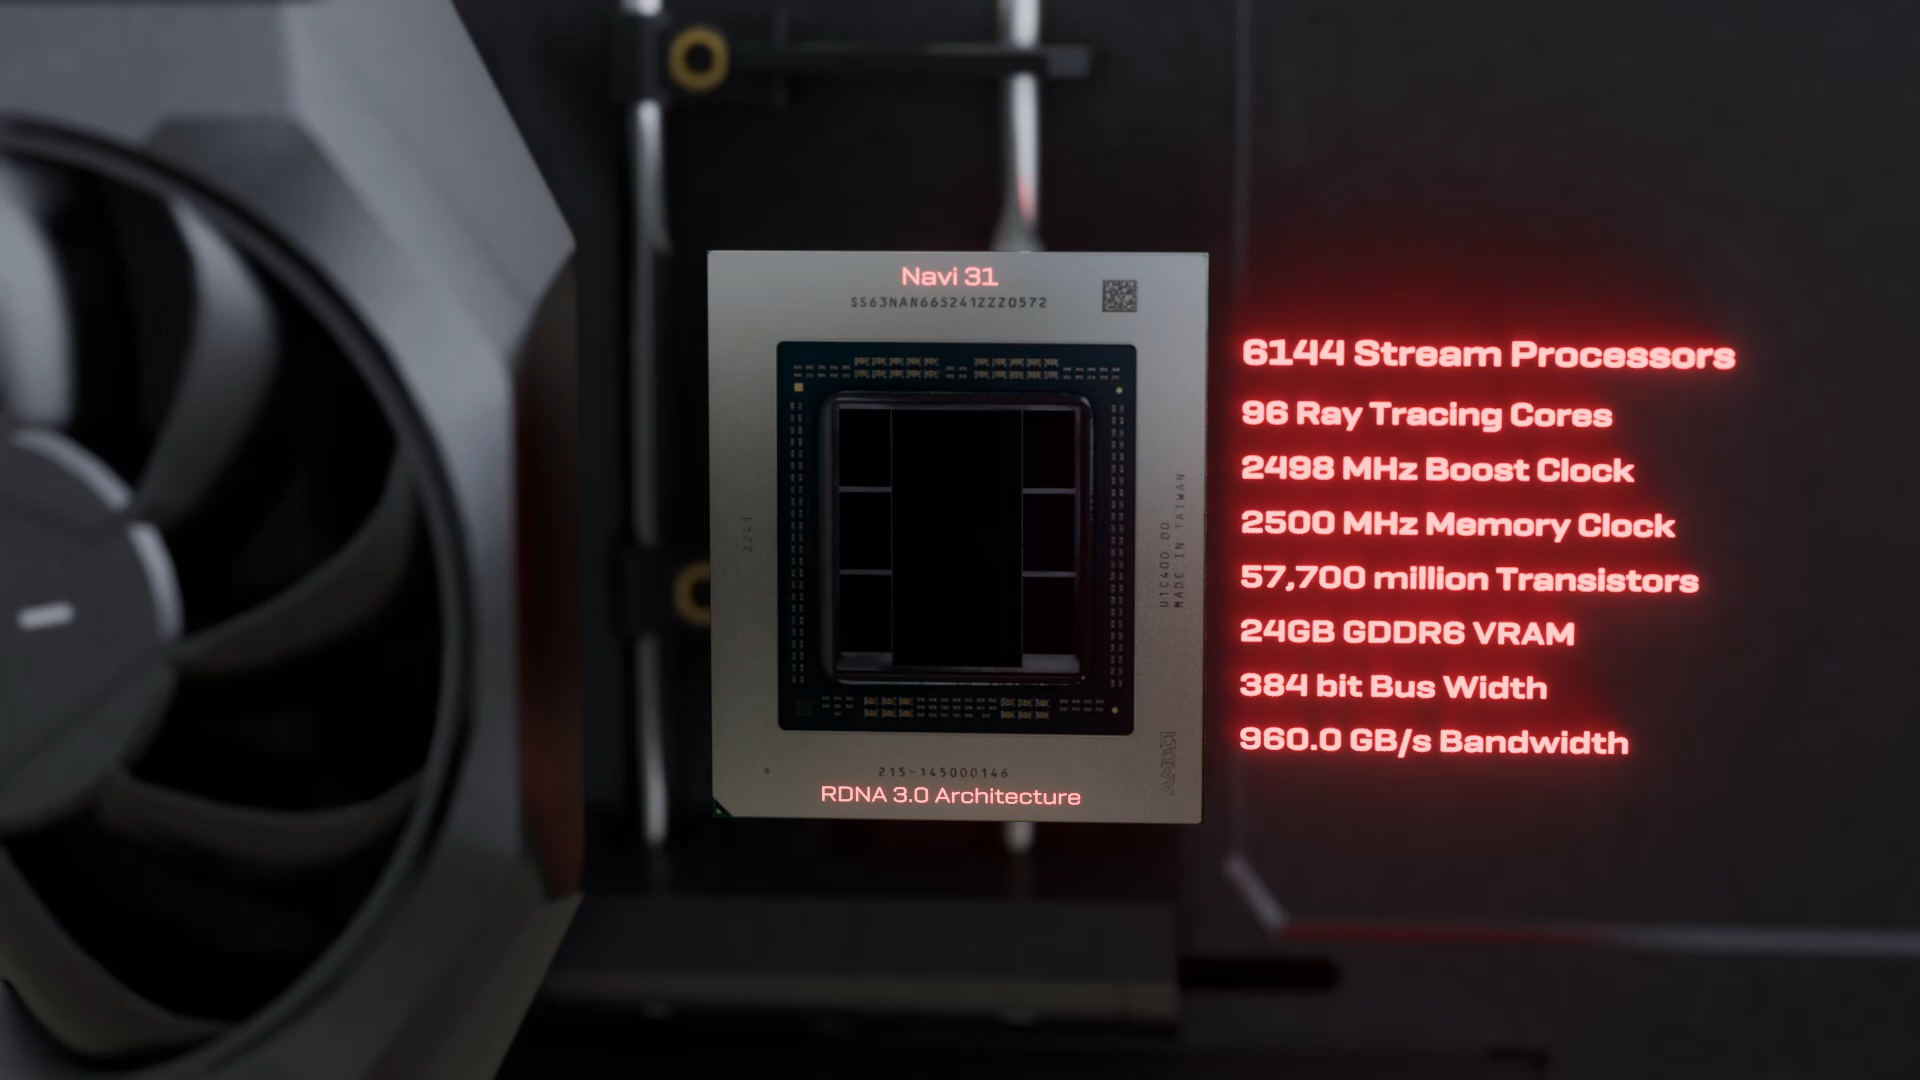 Navi 31
SS63NAN665241ZZZ0572
6144 Stream Processors
96 Ray Tracing Cores
2498 MHz Boost Clock
2500 MHz Memory Clock
57,700 million Transistors
24GB GDDR6 VRAM
384 bit Bus Width
960.0 GB/s Bandwidth
2241
U1C400.00
MADE IN TAIWAN
AMD
215-145000146
RDNA 3.0 Architecture